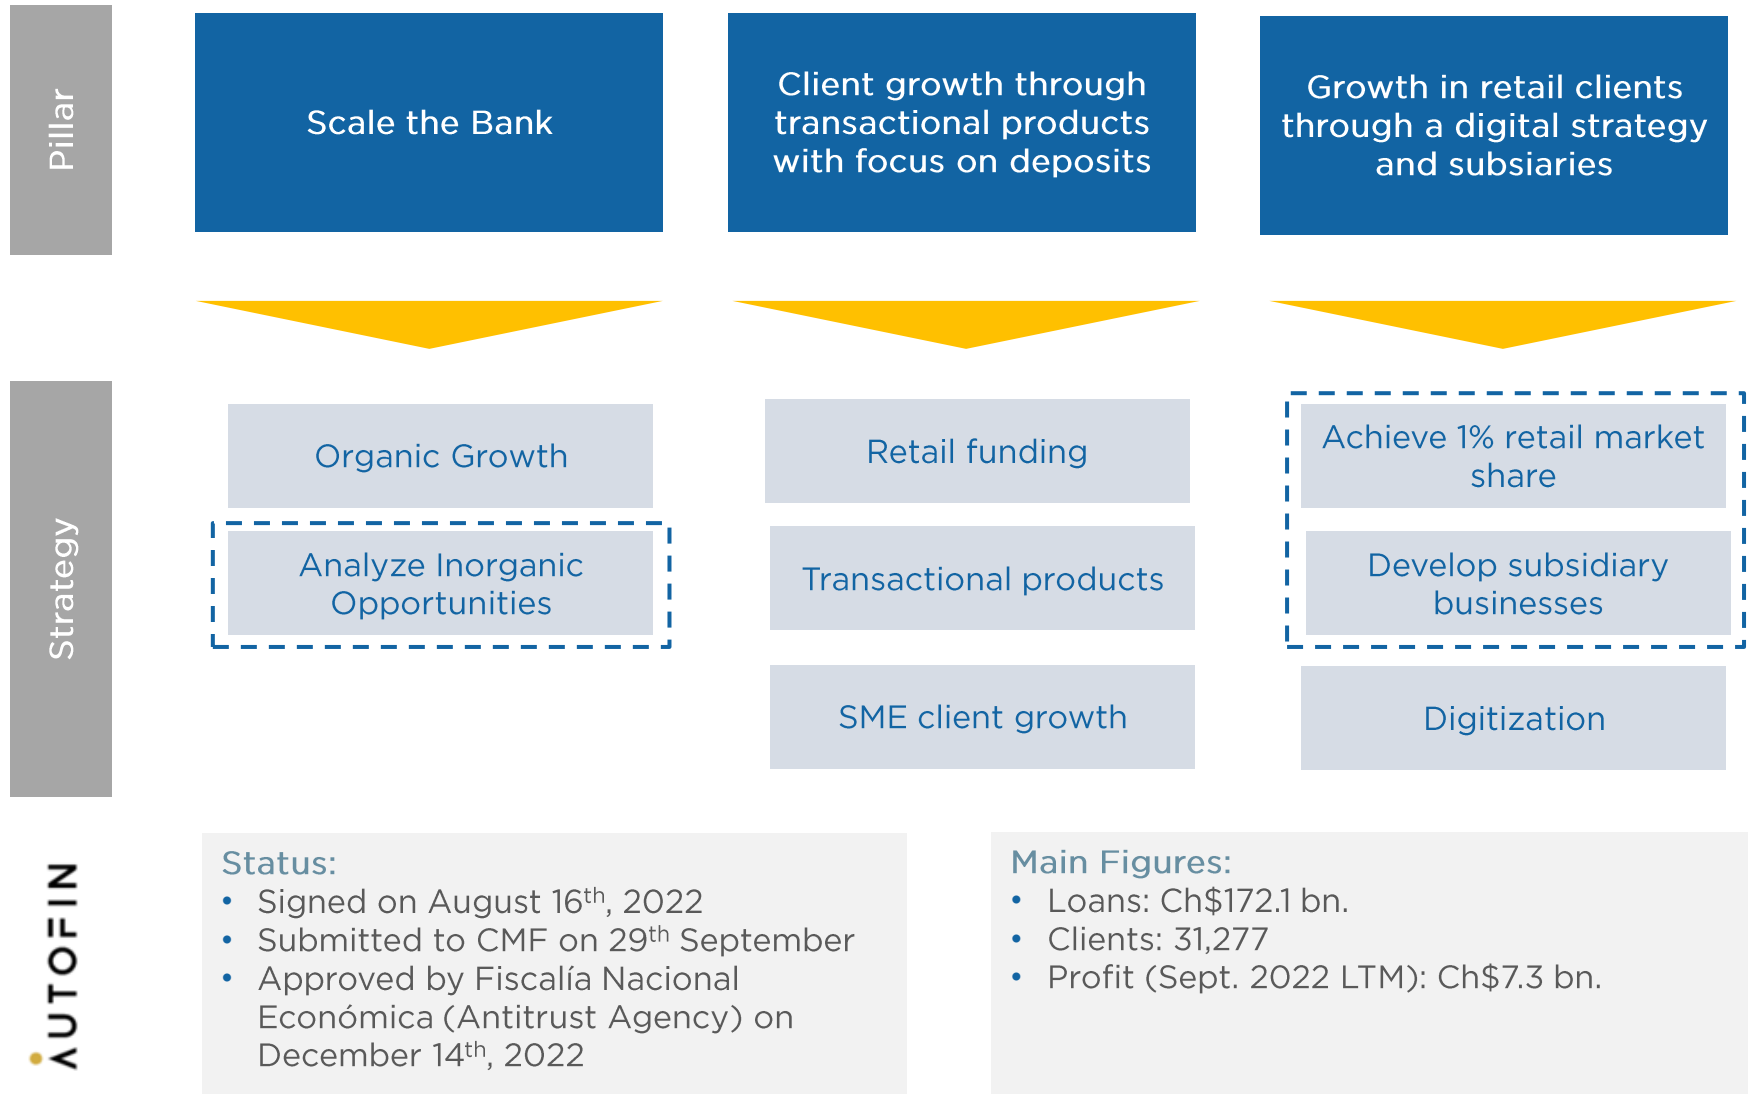 Pillar
Scale the Bank
Client growth through
transactional products
with focus on deposits
Growth in retail clients
through a digital strategy
and subsiaries
Strategy
Organic Growth
Analyze Inorganic
Opportunities
Retail funding
Transactional products
SME client growth
Achieve 1% retail market
share
Develop subsidiary
businesses
Digitization
AUTOFIN
Status:
• Signed on August 16th, 2022
• Submitted to CMF on 29th September
• Approved by Fiscalía Nacional
Económica (Antitrust Agency) on
December 14th, 2022
Main Figures:
• Loans: Ch$172.1 bn.
• Clients: 31,277
• Profit (Sept. 2022 LTM): Ch$7.3 bn.